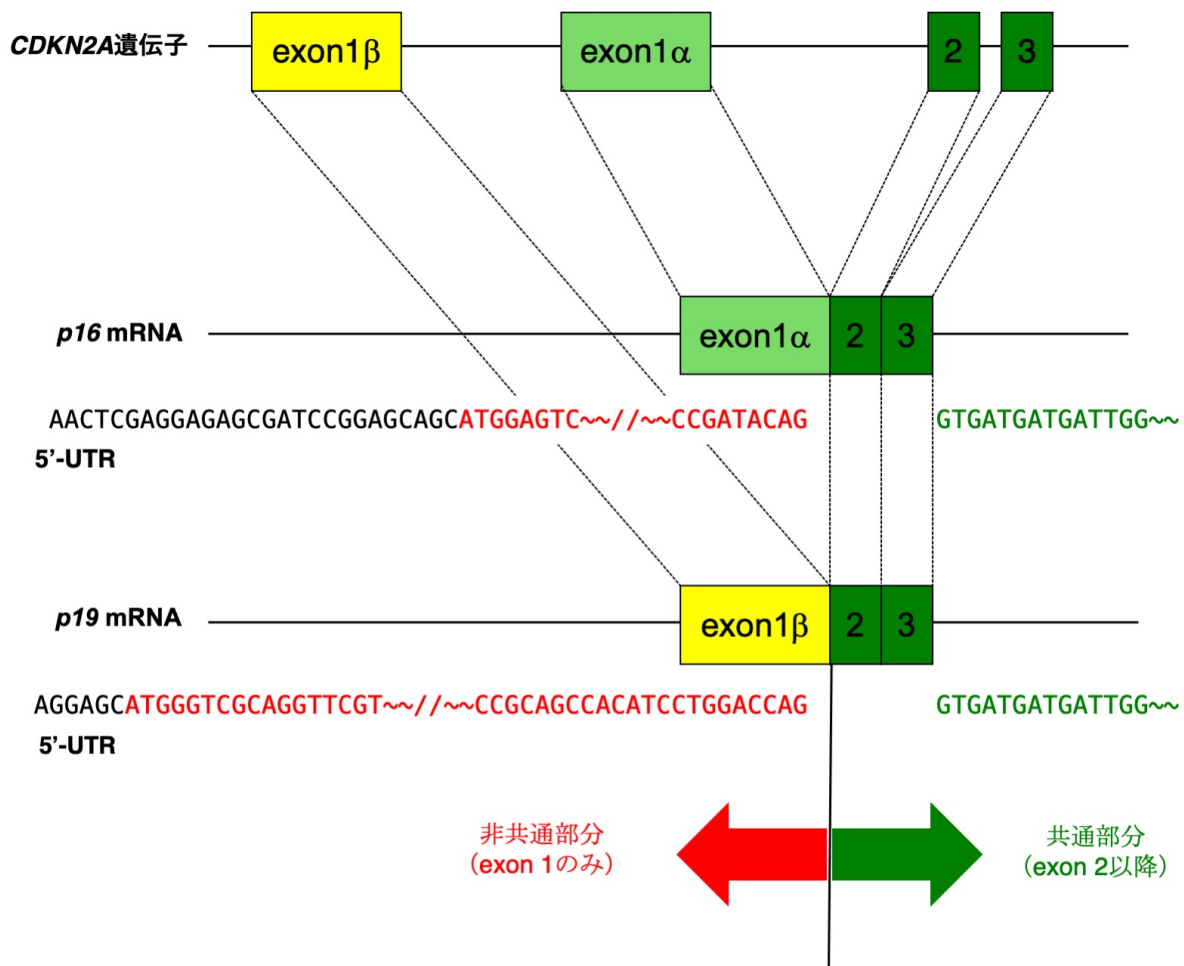 CDKN2A遺伝子
exon1β
exon1α
2
3
p16 mRNA
exon1α
2
3
AACTCGAGGAGAGCGATCCGGAGCAGCATGGAGTC~~//~~CCGATACAG
GTGATGATGATTGG~~
5’-UTR
p19 mRNA
exon1β
2
3
AGGAGCATGGGTCGCAGGTTCGT~~//~~CCGCAGCCACATCCTGGACCAG
GTGATGATGATTGG~~
5’-UTR
非共通部分
(exon 1のみ)
共通部分
(exon 2以降)